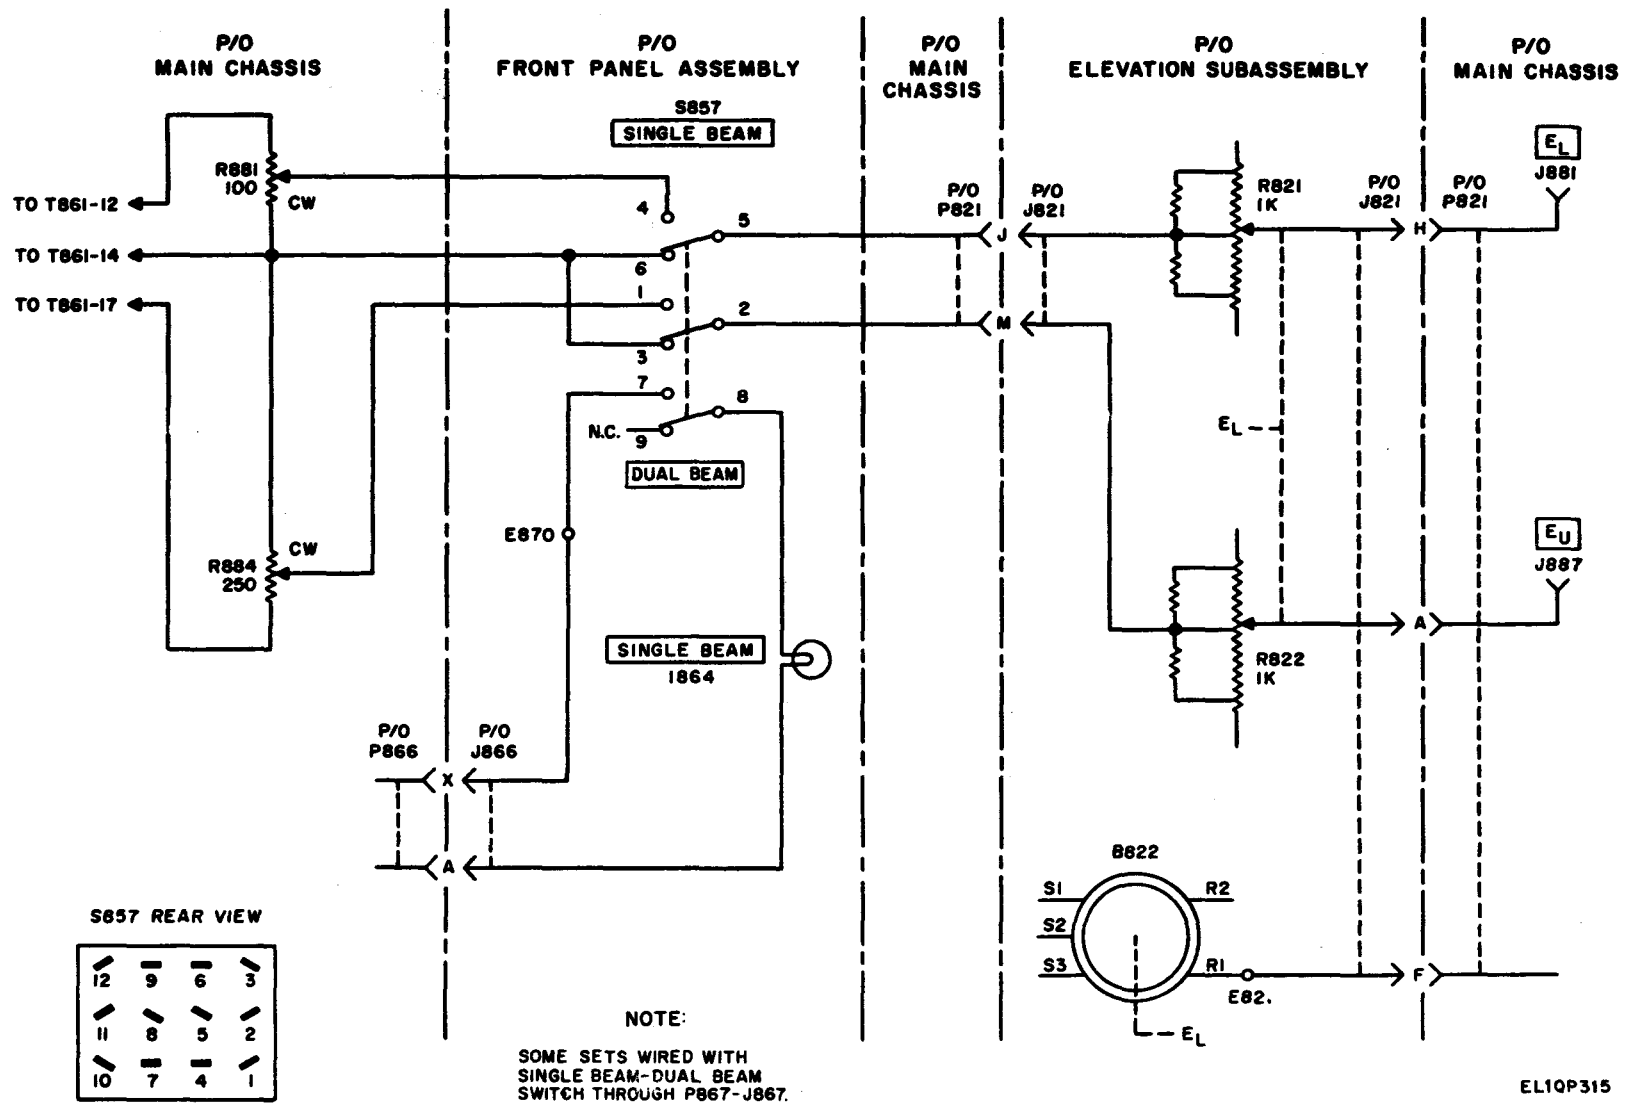 P/O
MAIN CHASSIS
P/O
FRONT PANEL ASSEMBLY
P/O
MAIN
CHASSIS
P/O
ELEVATION SUBASSEMBLY
P/O
MAIN CHASSIS
S857
SINGLE BEAM
R881
100
CW
TO T861-12
TO T861-14
TO T861-17
4
5
6
1
2
3
7
8
N.C.
9
DUAL BEAM
E870
CW
R884
250
SINGLE BEAM
1864
P/O
P866
P/O
J866
X
A
P/O
P821
P/O
J821
J
M
R821
1K
P/O
J821
P/O
P821
H
EL
J881
EL
EU
J887
A
R822
1K
B822
S1
S2
S3
R2
R1
E82.
F
EL
S857 REAR VIEW
12 9 6 3
11 8 5 2
10 7 4 1
NOTE:
SOME SETS WIRED WITH
SINGLE BEAM-DUAL BEAM
SWITCH THROUGH P867-J867.
EL1QP315